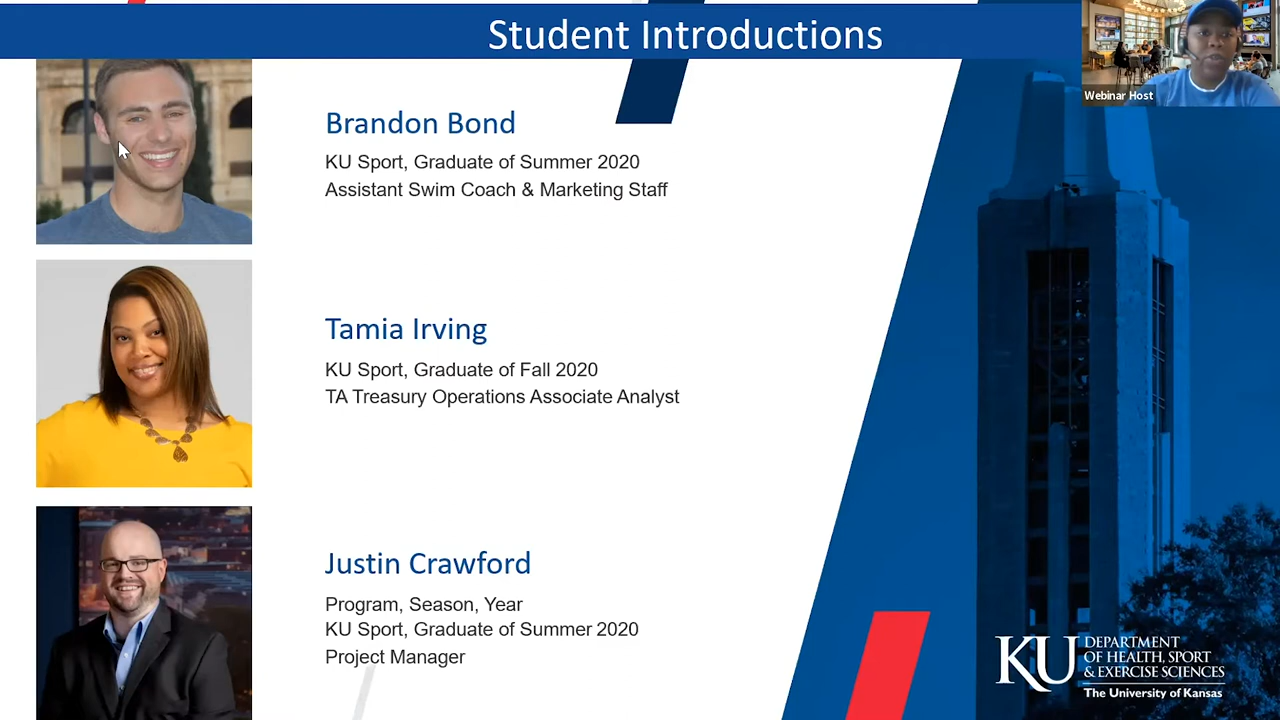 Student Introductions
Webinar Host
Brandon Bond
KU Sport, Graduate of Summer 2020
Assistant Swim Coach & Marketing Staff
Tamia Irving
KU Sport, Graduate of Fall 2020
TA Treasury Operations Associate Analyst
Justin Crawford
Program, Season, Year
KU Sport, Graduate of Summer 2020
Project Manager
KU DEPARTMENT
OF HEALTH, SPORT
& EXERCISE SCIENCES
The University of Kansas